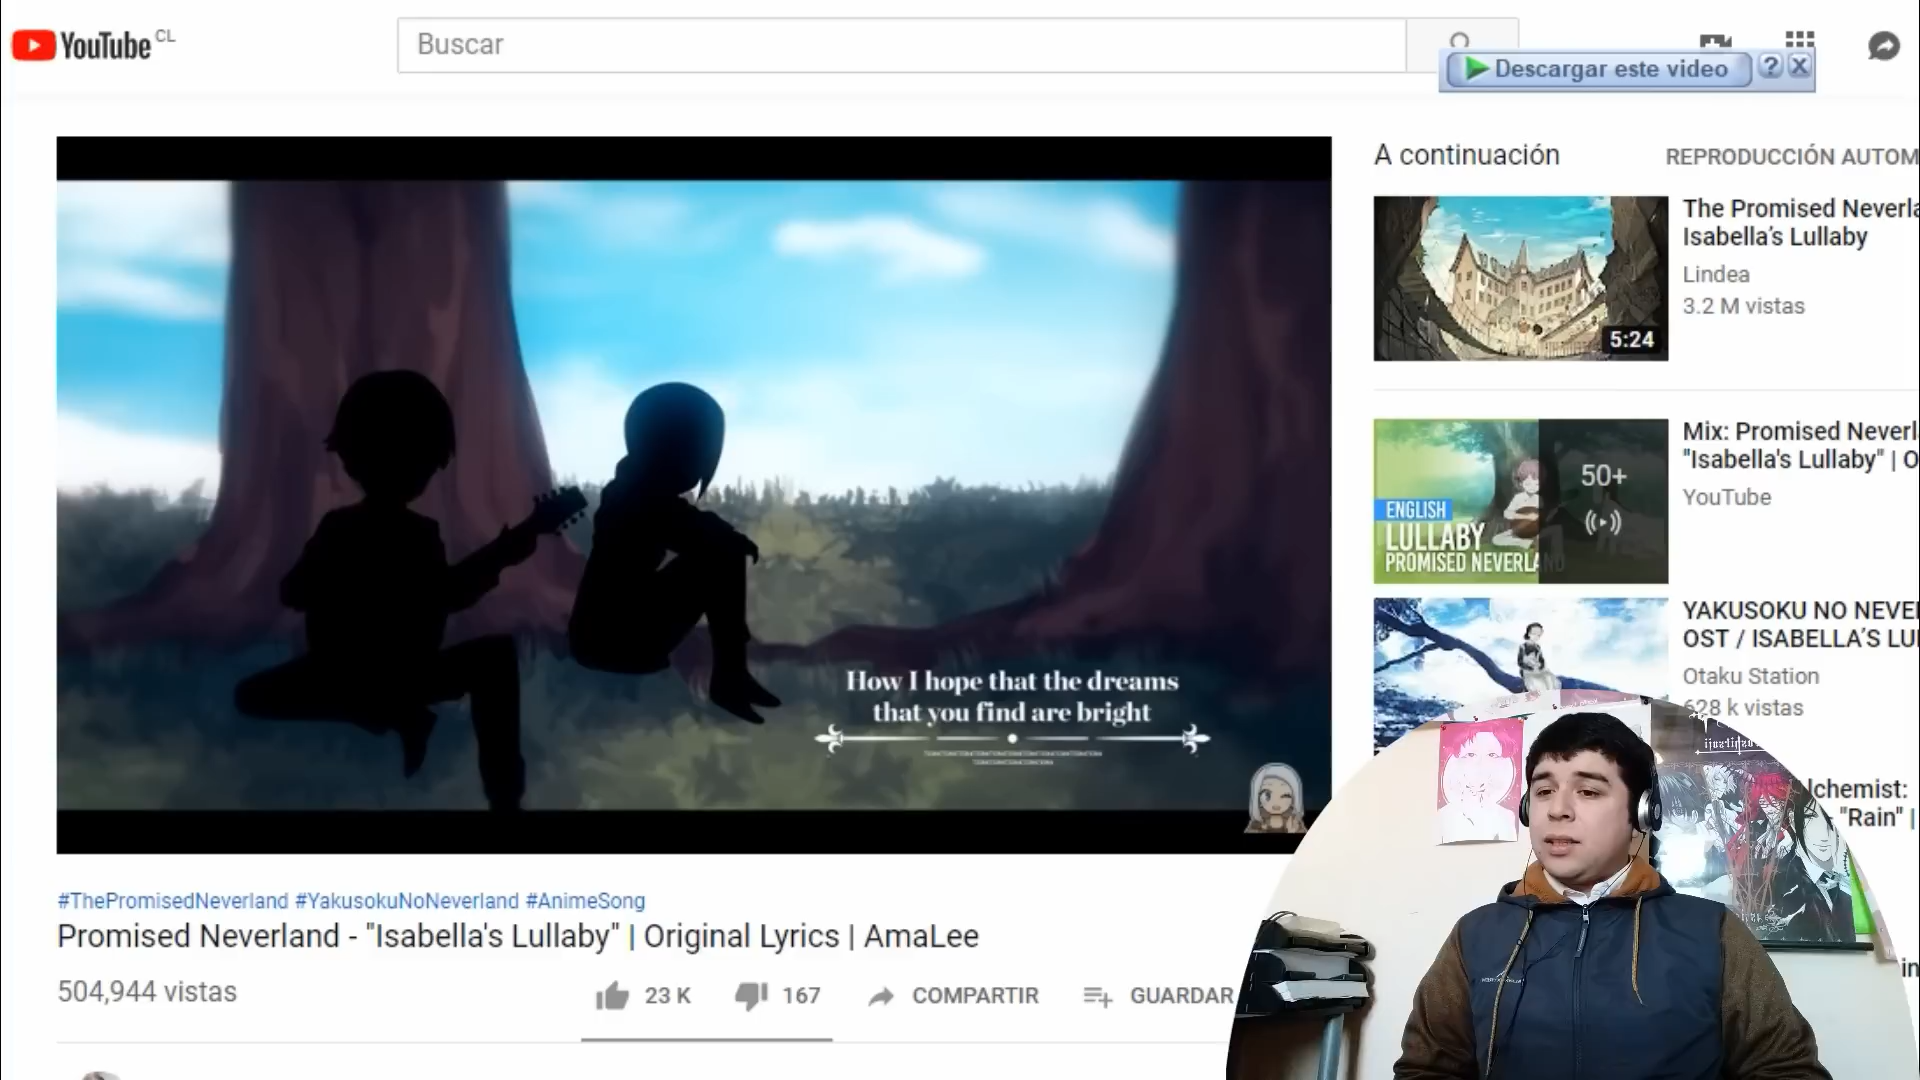 YouTube CL
Buscar
Descargar este video ? X
A continuación
REPRODUCCIÓN AUTOM
The Promised Neverla
Isabella's Lullaby
Lindea
3.2 M vistas
5:24
Mix: Promised Neverl
"Isabella's Lullaby" | O
YouTube
50+
ENGLISH
LULLABY
PROMISED NEVERLAND
YAKUSOKU NO NEVE
OST / ISABELLA'S LU
Otaku Station
628 k vistas
lchemist:
"Rain" |
in
How I hope that the dreams
that you find are bright
#ThePromisedNeverland #YakusokuNoNeverland #AnimeSong
Promised Neverland - "Isabella's Lullaby" | Original Lyrics | AmaLee
504,944 vistas
23 K
167
COMPARTIR
GUARDAR